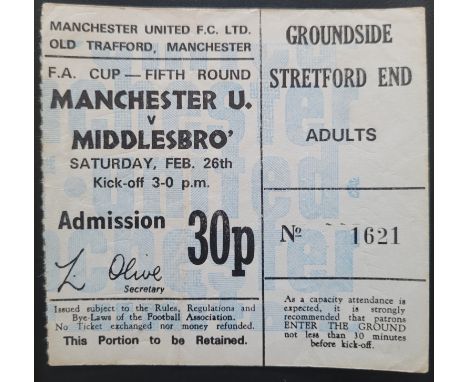 MANCHESTER UNITED F.C. LTD.
OLD TRAFFORD, MANCHESTER
F.A. CUP — FIFTH ROUND
MANCHESTER U.
v
MIDDLESBRO'
SATURDAY, FEB. 26th
Kick-off 3-0 p.m.
Admission 30p
L. Olive
Secretary
Issued subject to the Rules, Regulations and
Bye-Laws of the Football Association.
No Ticket exchanged nor money refunded.
This Portion to be Retained.
GROUNDSIDE
STRETFORD END
ADULTS
No 1621
As a capacity attendance is
expected, it is strongly
recommended that patrons
ENTER THE GROUND
not less than 30 minutes
before kick-off.